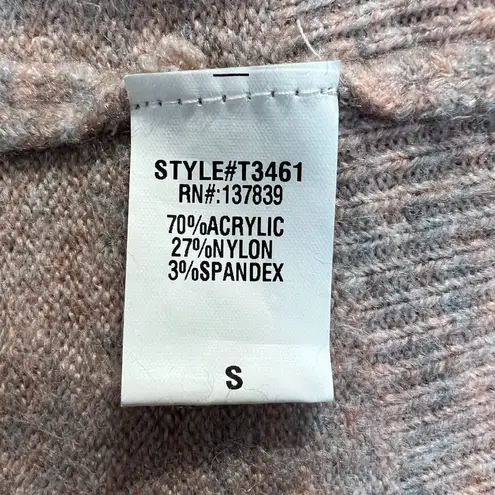 STYLE#T3461
RN#:137839
70%ACRYLIC
27%NYLON
3%SPANDEX
S